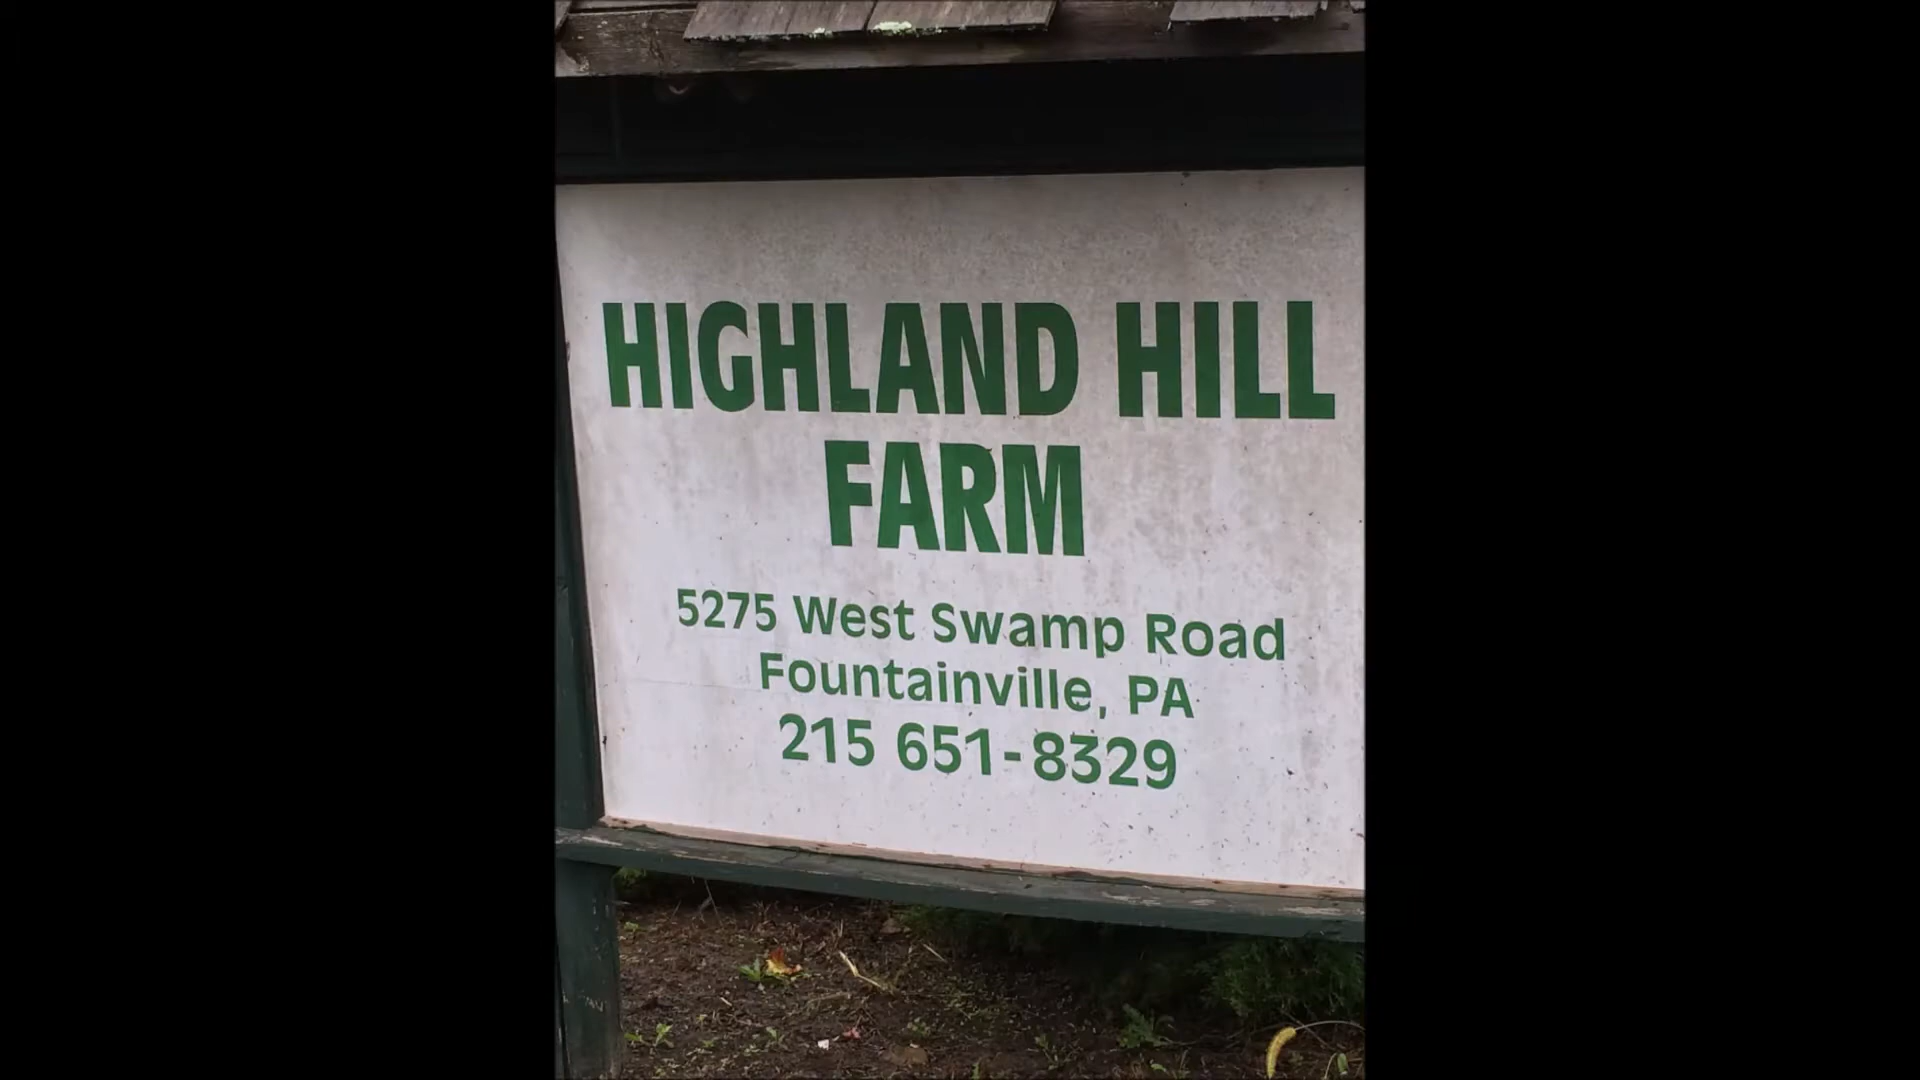 HIGHLAND HILL
FARM
5275 West Swamp Road
Fountainville, PA
215 651-8329